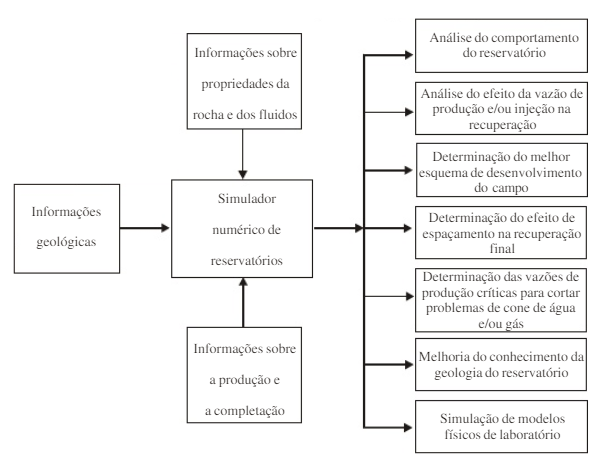 Informações
geológicas
Informações sobre
propriedades da
rocha e dos fluidos
Simulador
numérico de
reservatórios
Informações sobre
a produção e
a completação
Análise do comportamento
do reservatório
Análise do efeito da vazão de
produção e/ou injeção na
recuperação
Determinação do melhor
esquema de desenvolvimento
do campo
Determinação do efeito de
espaçamento na recuperação
final
Determinação das vazões de
produção críticas para cortar
problemas de cone de água
e/ou gás
Melhoria do conhecimento da
geologia do reservatório
Simulação de modelos
físicos de laboratório